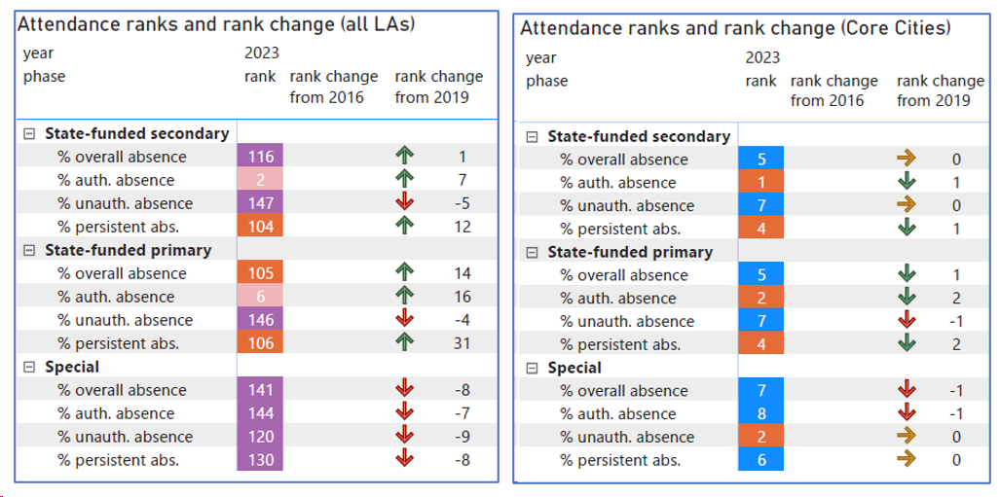 Attendance ranks and rank change (all LAs)
year 2023
phase rank rank change rank change
from 2016 from 2019
State-funded secondary
% overall absence 116 1
% auth. absence 2 7
% unauth. absence 147 -5
% persistent abs. 104 12
State-funded primary
% overall absence 105 14
% auth. absence 6 16
% unauth. absence 146 -4
% persistent abs. 106 31
Special
% overall absence 141 -8
% auth. absence 144 -7
% unauth. absence 120 -9
% persistent abs. 130 -8
Attendance ranks and rank change (Core Cities)
year 2023
phase rank rank change rank change
from 2016 from 2019
State-funded secondary
% overall absence 5 0
% auth. absence 1 1
% unauth. absence 7 0
% persistent abs. 4 1
State-funded primary
% overall absence 5 1
% auth. absence 2 2
% unauth. absence 7 -1
% persistent abs. 4 2
Special
% overall absence 7 -1
% auth. absence 8 -1
% unauth. absence 2 0
% persistent abs. 6 0